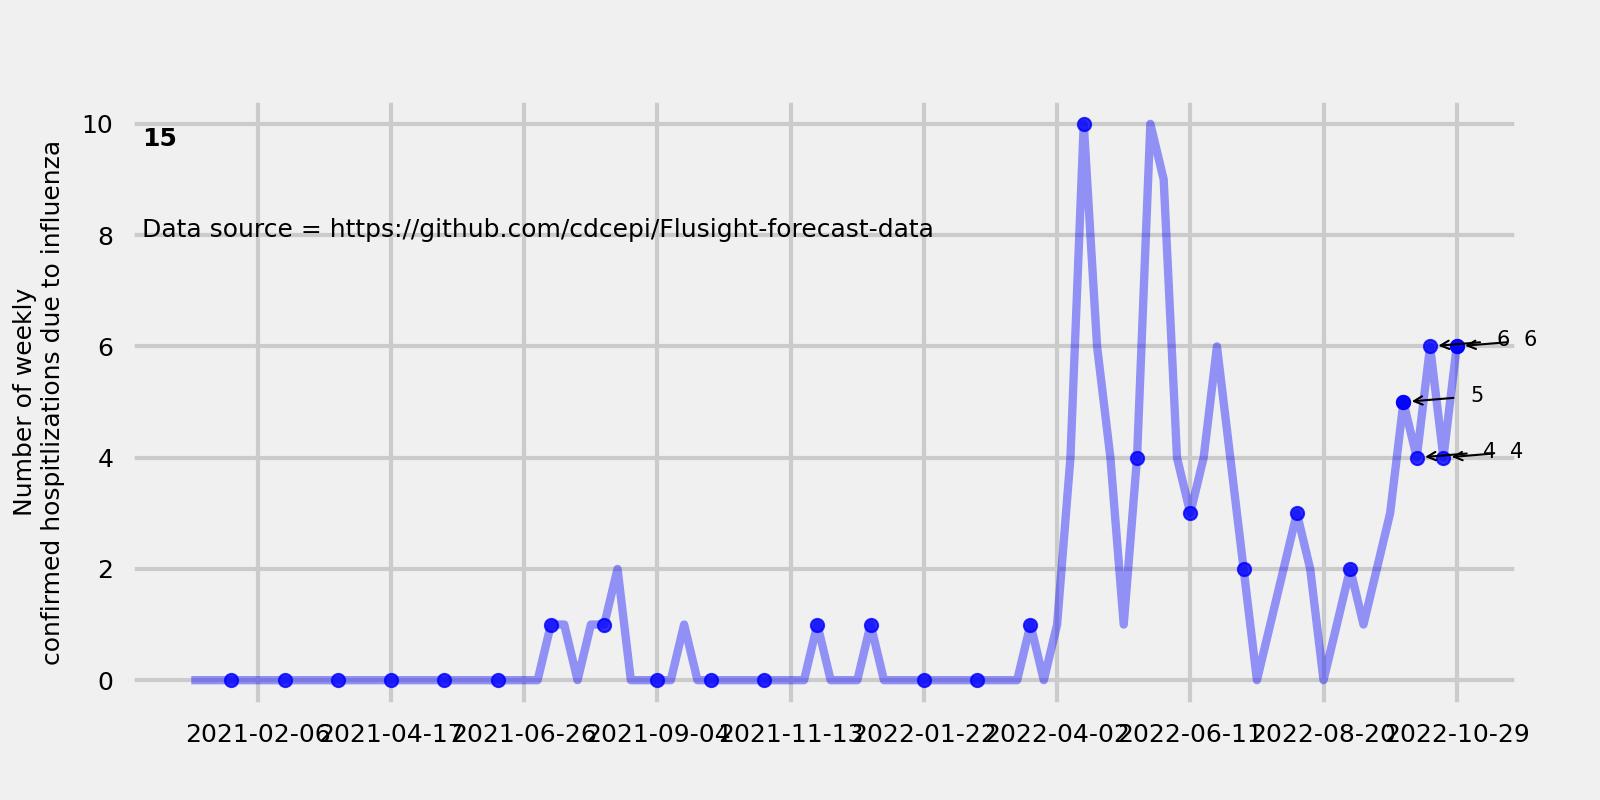 Number of weekly
confirmed hospitlizations due to influenza
10
15
Data source = https://github.com/cdcepi/Flusight-forecast-data
8
6
6 6
5
4
4 4
2
0
2021-02-06 2021-04-17 2021-06-26 2021-09-04 2021-11-13 2022-01-22 2022-04-02 2022-06-11 2022-08-20 2022-10-29